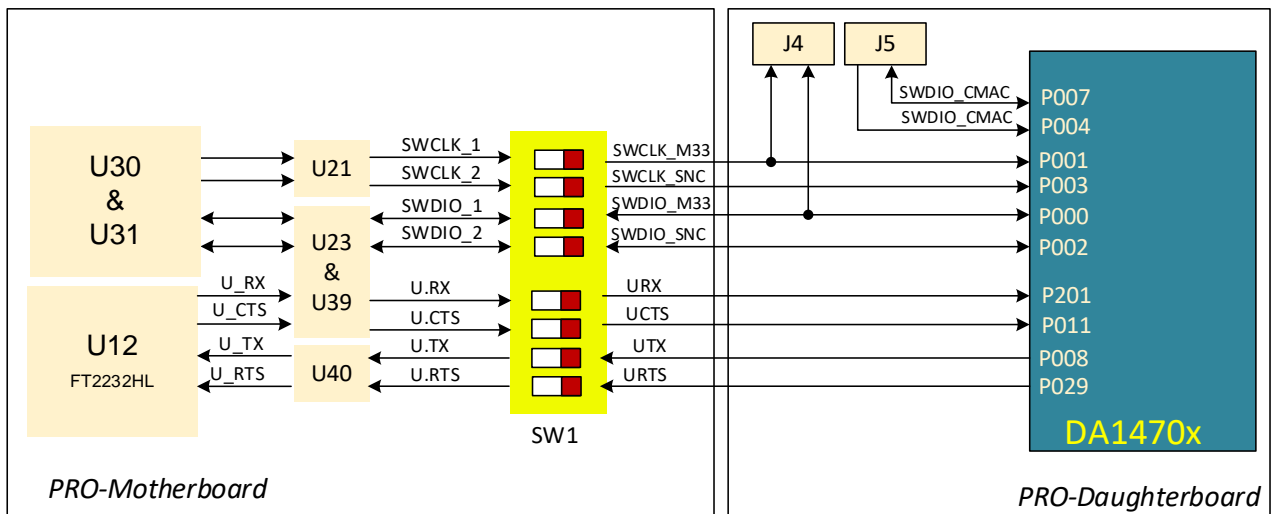 J4
J5
SWDIO_CMAC
P007
SWDIO_CMAC
P004
U30
&
U31
U21
SWCLK_1
SWCLK_M33
P001
SWCLK_2
SWCLK_SNC
P003
U23
&
U39
SWDIO_1
SWDIO_M33
P000
SWDIO_2
SWDIO_SNC
P002
U_RX
U.RX
URX
P201
U_CTS
U.CTS
UCTS
P011
U12
FT2232HL
U_TX
U.TX
UTX
P008
U_RTS
U40
U.RTS
URTS
P029
SW1
DA1470x
PRO-Motherboard
PRO-Daughterboard